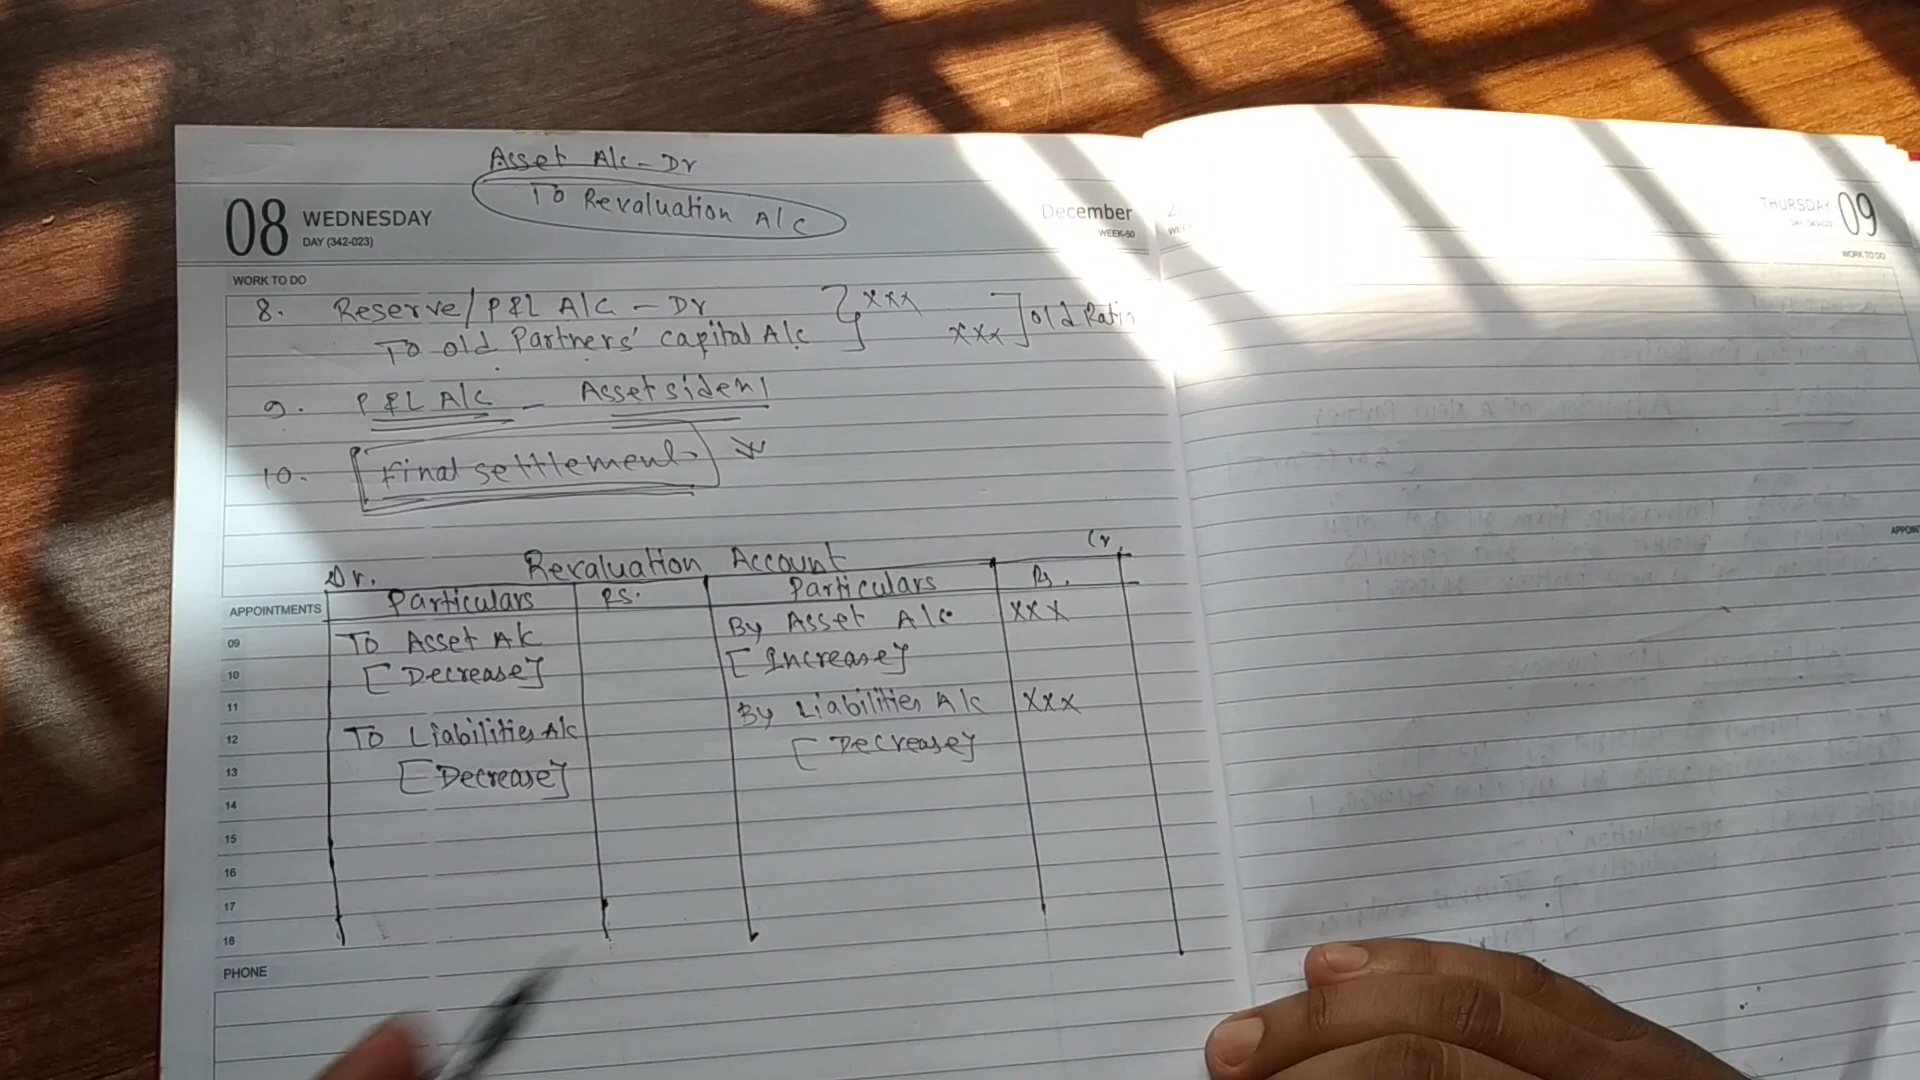 Asset A/c - Dr
To Revaluation A/c
08 WEDNESDAY
DAY (342-023)
December
WEEK-50
WORK TO DO
8. Reserve/P&L A/C - Dr } xxx
To old Partners' capital A/c xxx ] old Ratio
9. P&L A/c - Asset side
10. [Final settlement]
Revaluation Account
Dr. Cr.
Particulars RS. Particulars Rs.
To Asset A/c By Asset A/c xxx
[Decrease] [Increase]
To Liabilities A/c By Liabilities A/c xxx
[Decrease] [Decrease]
APPOINTMENTS
09
10
11
12
13
14
15
16
17
18
PHONE
THURSDAY 09
WORK TO DO